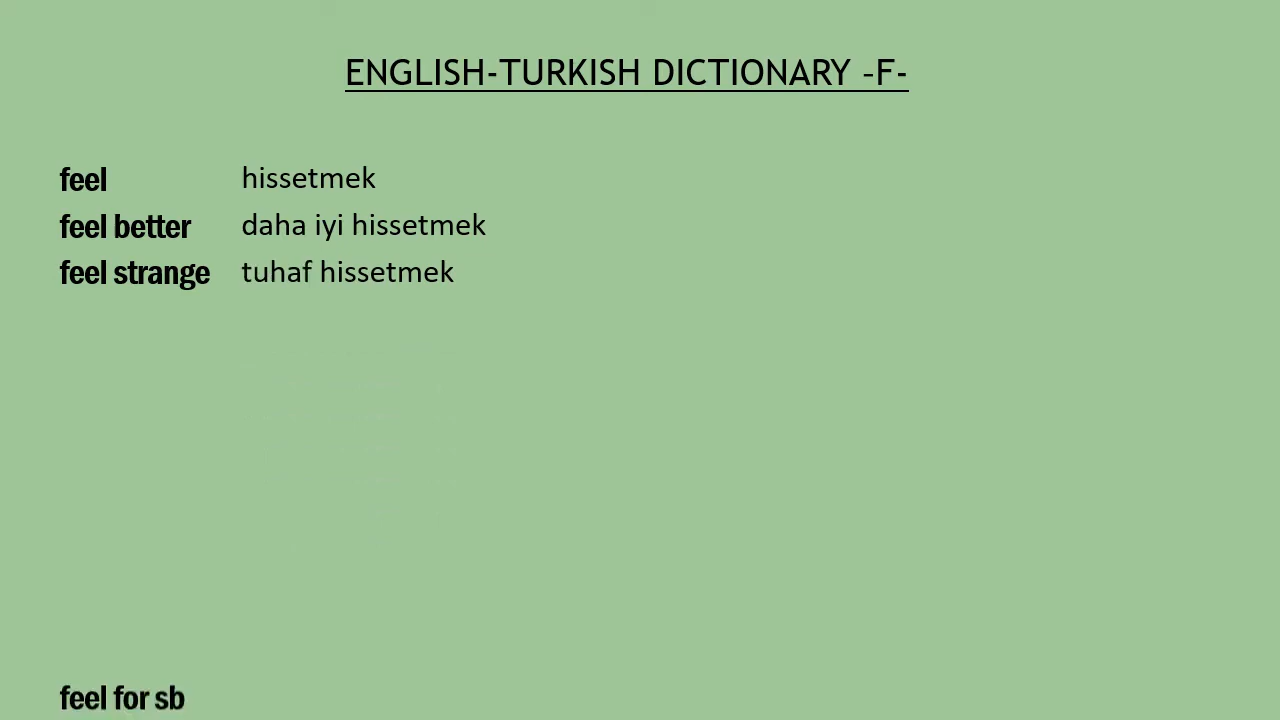 ENGLISH-TURKISH DICTIONARY –F-
feel hissetmek
feel better daha iyi hissetmek
feel strange tuhaf hissetmek
feel for sb